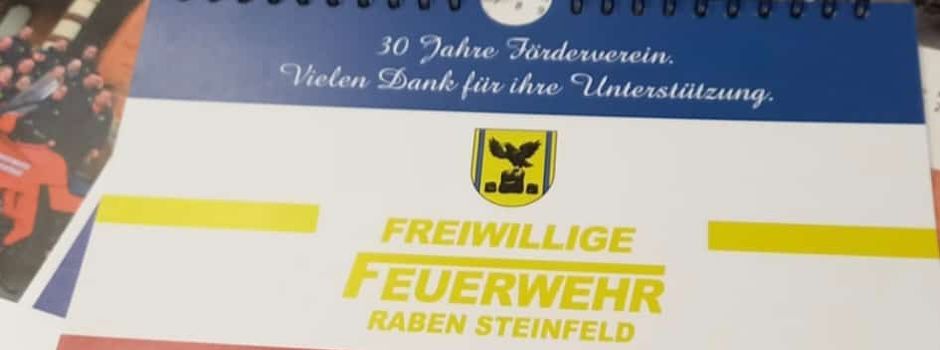 30 Jahre Förderverein.
Vielen Dank für ihre Unterstützung.
FREIWILLIGE
FEUERWEHR
RABEN STEINFELD